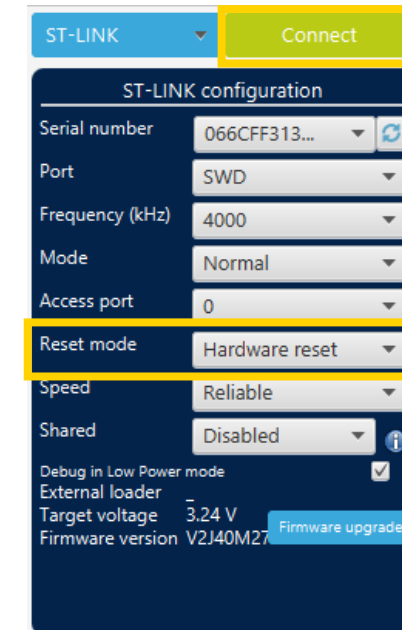 ST-LINK Connect
ST-LINK configuration
Serial number 066CFF313...
Port SWD
Frequency (kHz) 4000
Mode Normal
Access port 0
Reset mode Hardware reset
Speed Reliable
Shared Disabled
Debug in Low Power mode
External loader _
Target voltage 3.24 V
Firmware version V2J40M27 Firmware upgrade